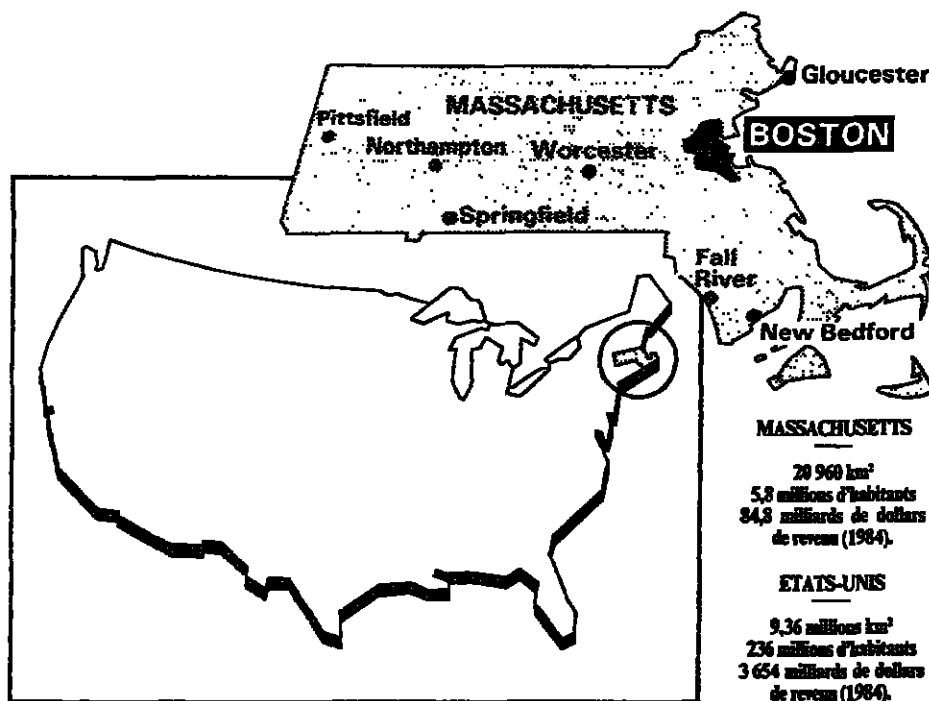 Gloucester
MASSACHUSETTS
BOSTON
Pittsfield
Northampton
Worcester
Springfield
Fall
River
New Bedford
MASSACHUSETTS
20 960 km²
5,8 millions d'habitants
84,8 milliards de dollars
de revenu (1984).
ETATS-UNIS
9,36 millions km²
236 millions d'habitants
3 654 milliards de dollars
de revenu (1984).